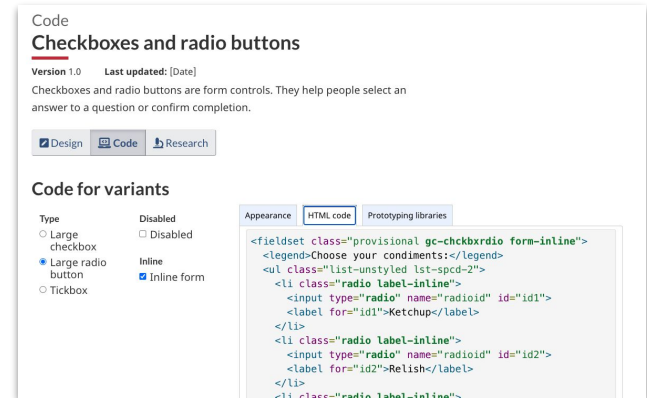 Code
Checkboxes and radio buttons
Version 1.0 Last updated: [Date]
Checkboxes and radio buttons are form controls. They help people select an
answer to a question or confirm completion.
Design Code Research
Code for variants
Type
Large
checkbox
Large radio
button
Tickbox
Disabled
Disabled
Inline
Inline form
Appearance HTML code Prototyping libraries
<fieldset class="provisional gc-chckbxrdio form-inline">
<legend>Choose your condiments:</legend>
<ul class="list-unstyled lst-spcd-2">
<li class="radio label-inline">
<input type="radio" name="radioid" id="id1">
<label for="id1">Ketchup</label>
</li>
<li class="radio label-inline">
<input type="radio" name="radioid" id="id2">
<label for="id2">Relish</label>
</li>
<li class="radio label-inline">